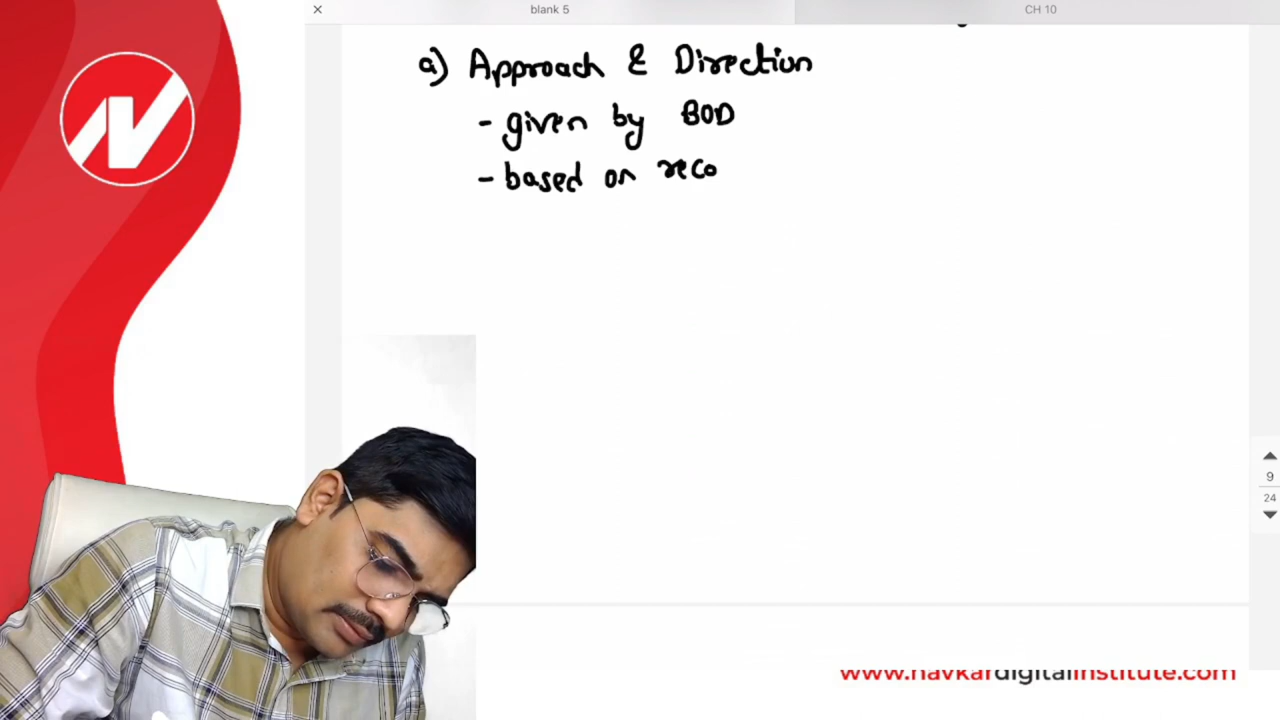 blank 5
CH 10
a) Approach & Direction
- given by BOD
- based on reco
9
24
www.navkardigitalinstitute.com